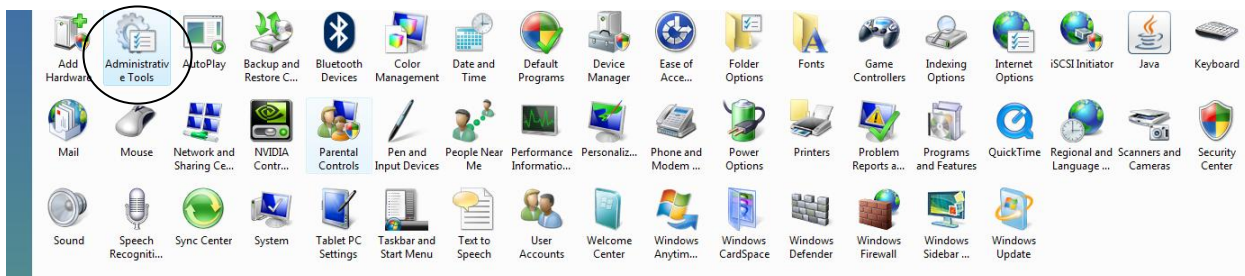 Add Administrativ AutoPlay Backup and Bluetooth Color Date and Default Device Ease of Folder Fonts Game Indexing Internet iSCSI Initiator Java Keyboard
Hardware e Tools Restore C... Devices Management Time Programs Manager Acce... Options Controllers Options Options
Mail Mouse Network and NVIDIA Parental Pen and People Near Performance Personaliz... Phone and Power Printers Problem Programs QuickTime Regional and Scanners and Security
Sharing Ce... Contr... Controls Input Devices Me Informatio... Modem ... Options Reports a... and Features Language ... Cameras Center
Sound Speech Sync Center System Tablet PC Taskbar and Text to User Welcome Windows Windows Windows Windows Windows Windows
Recogniti... Settings Start Menu Speech Accounts Center Anytim... CardSpace Defender Firewall Sidebar ... Update